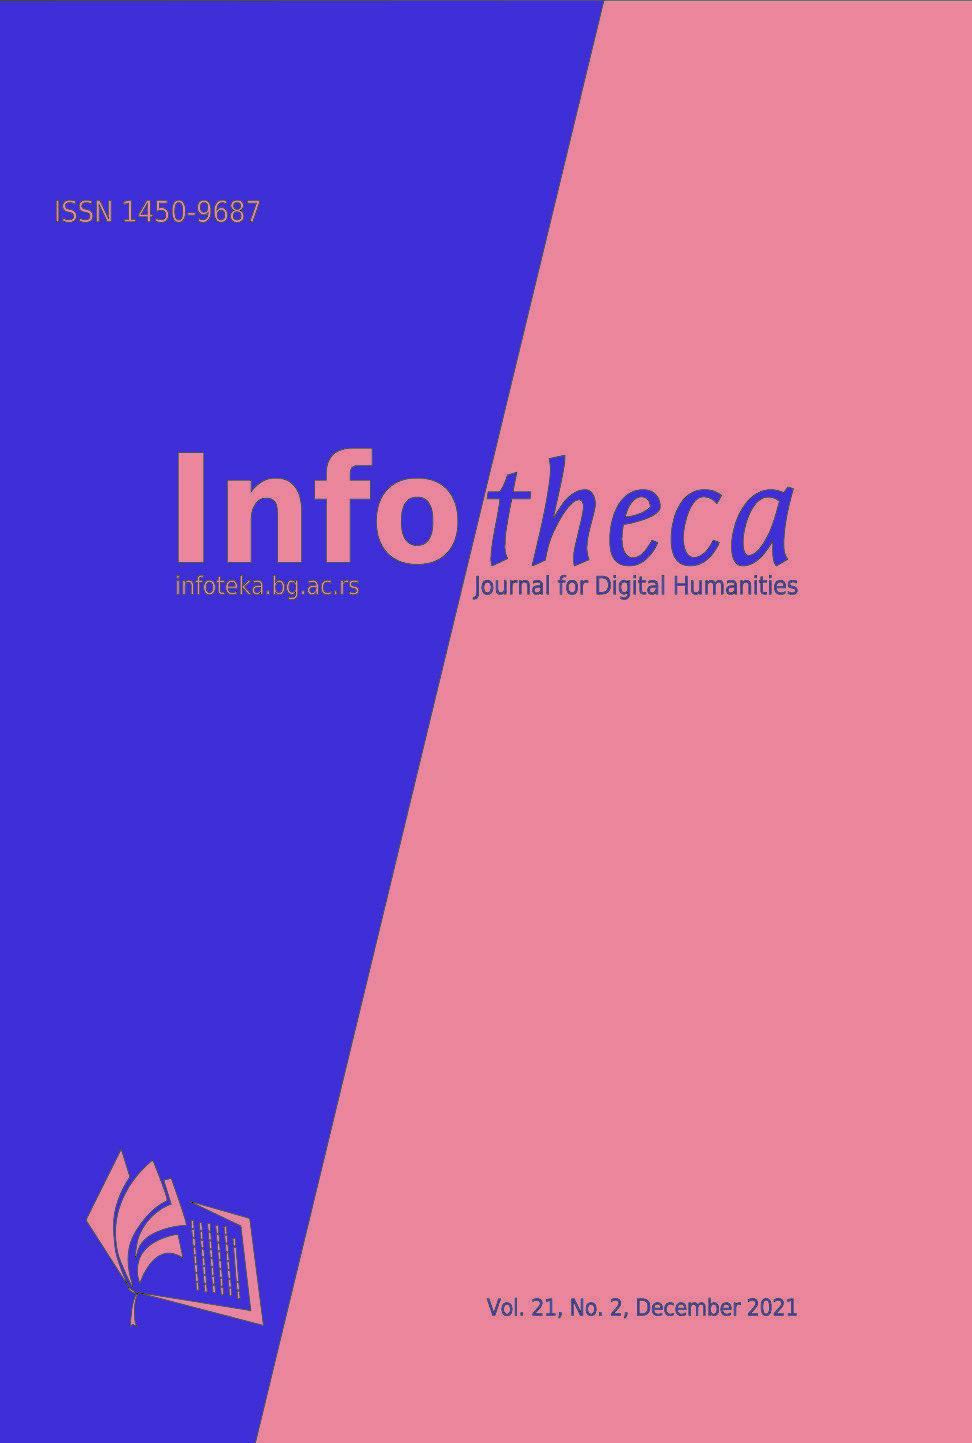 ISSN 1450-9687
Infotheca
infoteka.bg.ac.rs Journal for Digital Humanities
Vol. 21, No. 2, December 2021